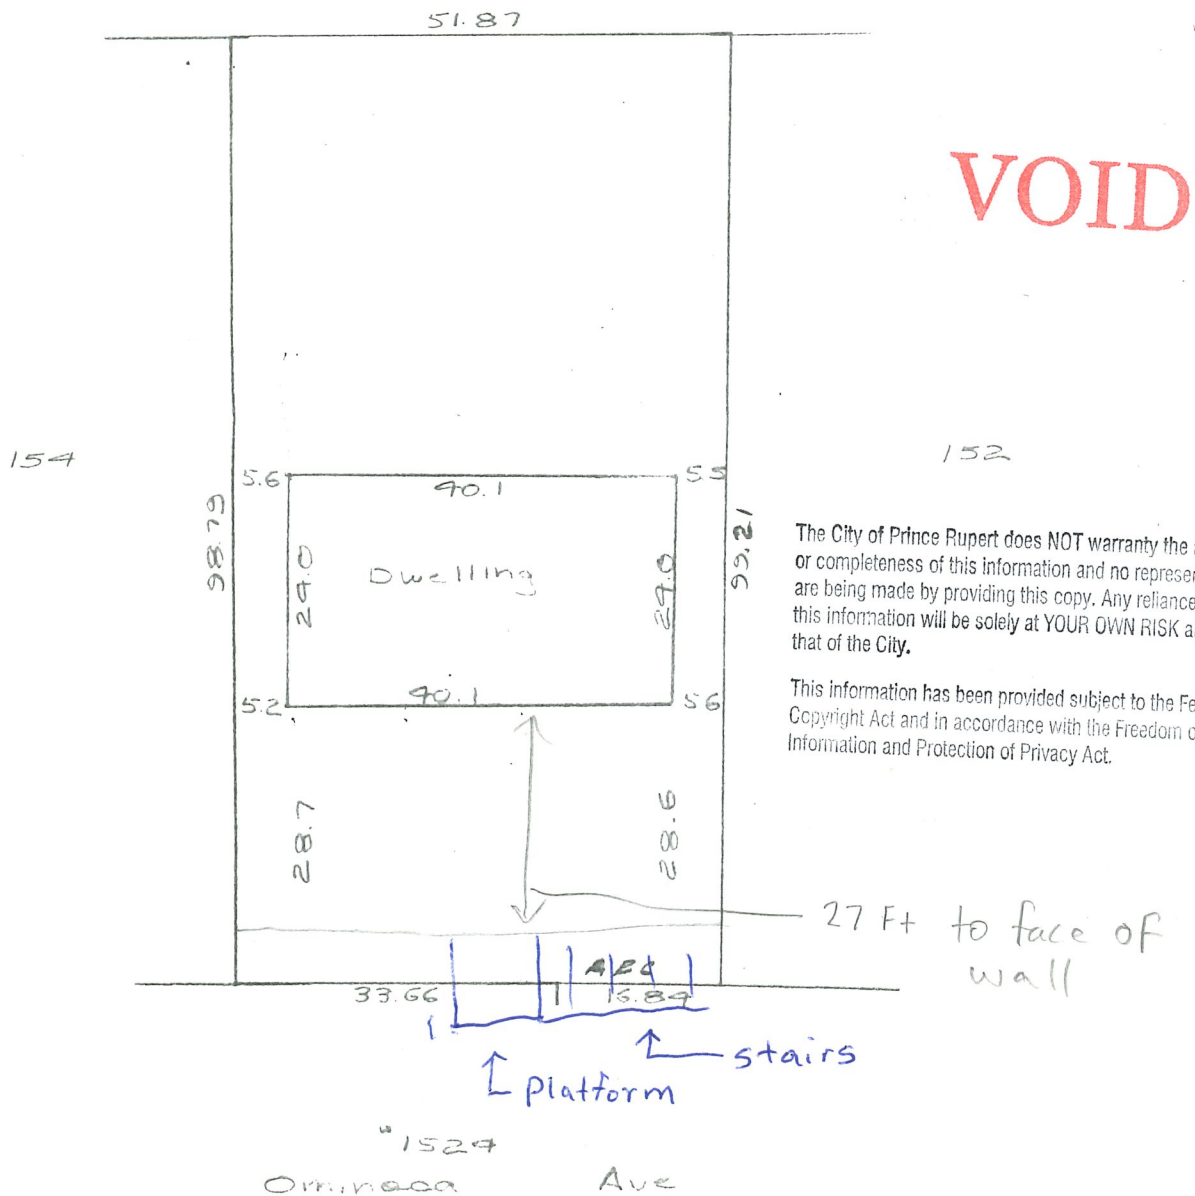 51.87
VOID
154
152
5.6
40.1
5.5
98.79
24.0
Dwelling
24.0
99.21
The City of Prince Rupert does NOT warranty the
or completeness of this information and no represen
are being made by providing this copy. Any reliance
this information will be solely at YOUR OWN RISK a
that of the City.
This information has been provided subject to the Fe
Copyright Act and in accordance with the Freedom o
Information and Protection of Privacy Act.
5.2
40.1
5 6
28.7
28.6
27 Ft to face of
wall
33.66
16.84
stairs
Platform
1524
Ave